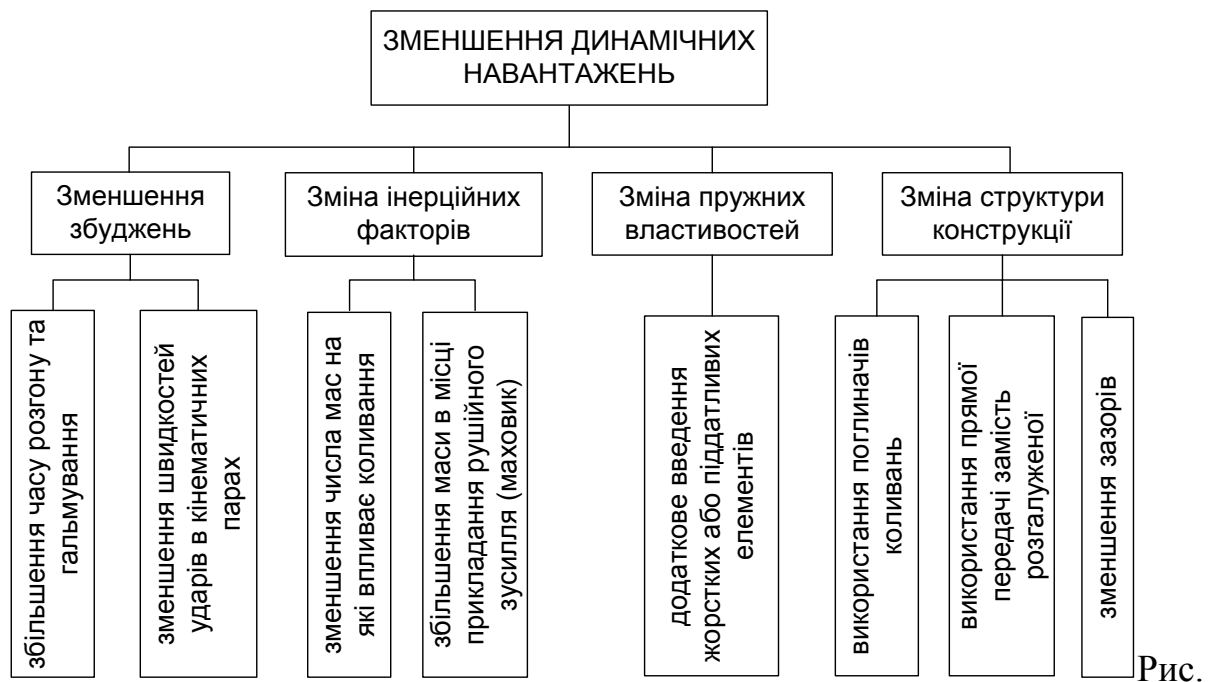 ЗМЕНШЕННЯ ДИНАМІЧНИХ
НАВАНТАЖЕНЬ
Зменшення
збуджень
Зміна інерційних
факторів
Зміна пружних
властивостей
Зміна структури
конструкції
збільшення часу розгону та
гальмування
зменшення швидкостей
ударів в кінематичних
парах
зменшення числа мас на
які впливає коливання
збільшення маси в місці
прикладання рушійного
зусилля (маховик)
додаткове введення
жорстких або піддатливих
елементів
використання поглиначів
коливань
використання прямої
передачі замість
розгалуженої
зменшення зазорів
Рис.